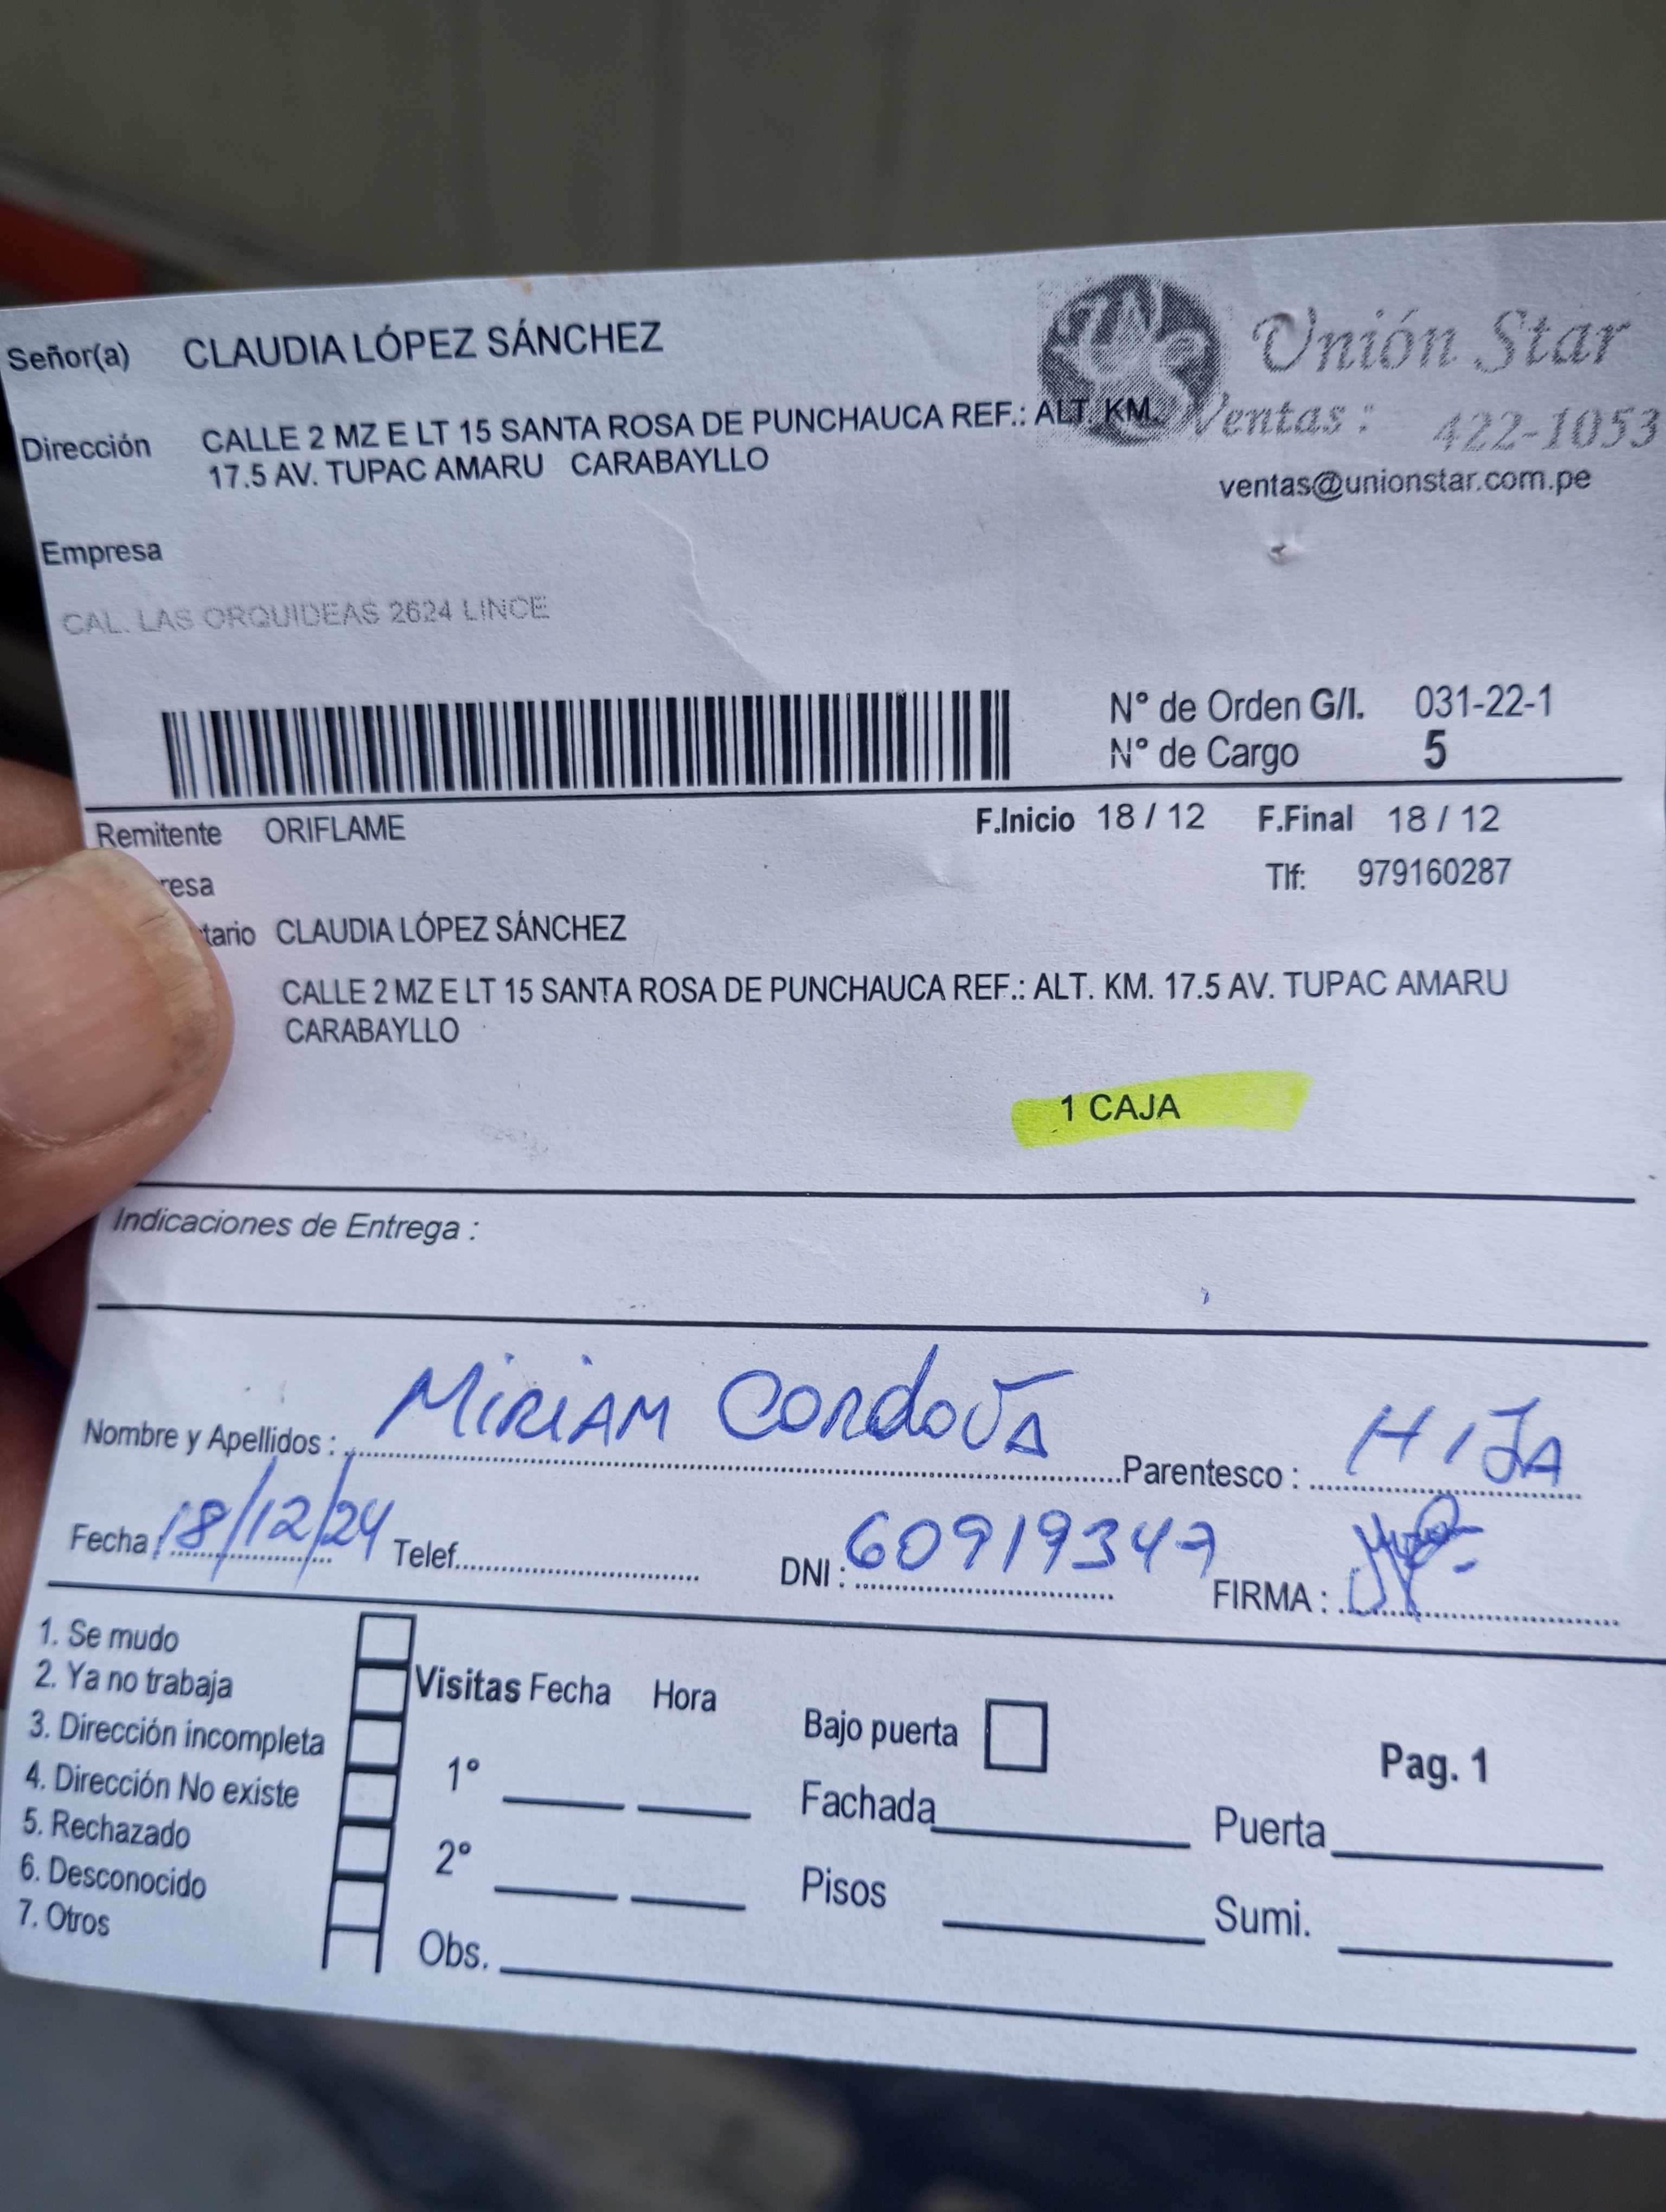 Señor(a) CLAUDIA LÓPEZ SÁNCHEZ
Unión Star
Dirección CALLE 2 MZ E LT 15 SANTA ROSA DE PUNCHAUCA REF.: ALT. KM.
17.5 AV. TUPAC AMARU CARABAYLLO
Ventas : 422-1053
ventas@unionstar.com.pe
Empresa
CAL. LAS ORQUIDEAS 2624 LINCE
N° de Orden G/I. 031-22-1
N° de Cargo 5
Remitente ORIFLAME F.Inicio 18 / 12 F.Final 18 / 12
resa Tlf: 979160287
tario CLAUDIA LÓPEZ SÁNCHEZ
CALLE 2 MZ E LT 15 SANTA ROSA DE PUNCHAUCA REF.: ALT. KM. 17.5 AV. TUPAC AMARU
CARABAYLLO
1 CAJA
Indicaciones de Entrega :
Nombre y Apellidos : MIRIAM CORdOVA Parentesco : HIJA
Fecha : 18/12/24 Telef. DNI : 60919347 FIRMA :
1. Se mudo
2. Ya no trabaja
3. Dirección incompleta
4. Dirección No existe
5. Rechazado
6. Desconocido
7. Otros
Visitas Fecha Hora
1°
2°
Obs.
Bajo puerta
Fachada Puerta
Pisos Sumi.
Pag. 1